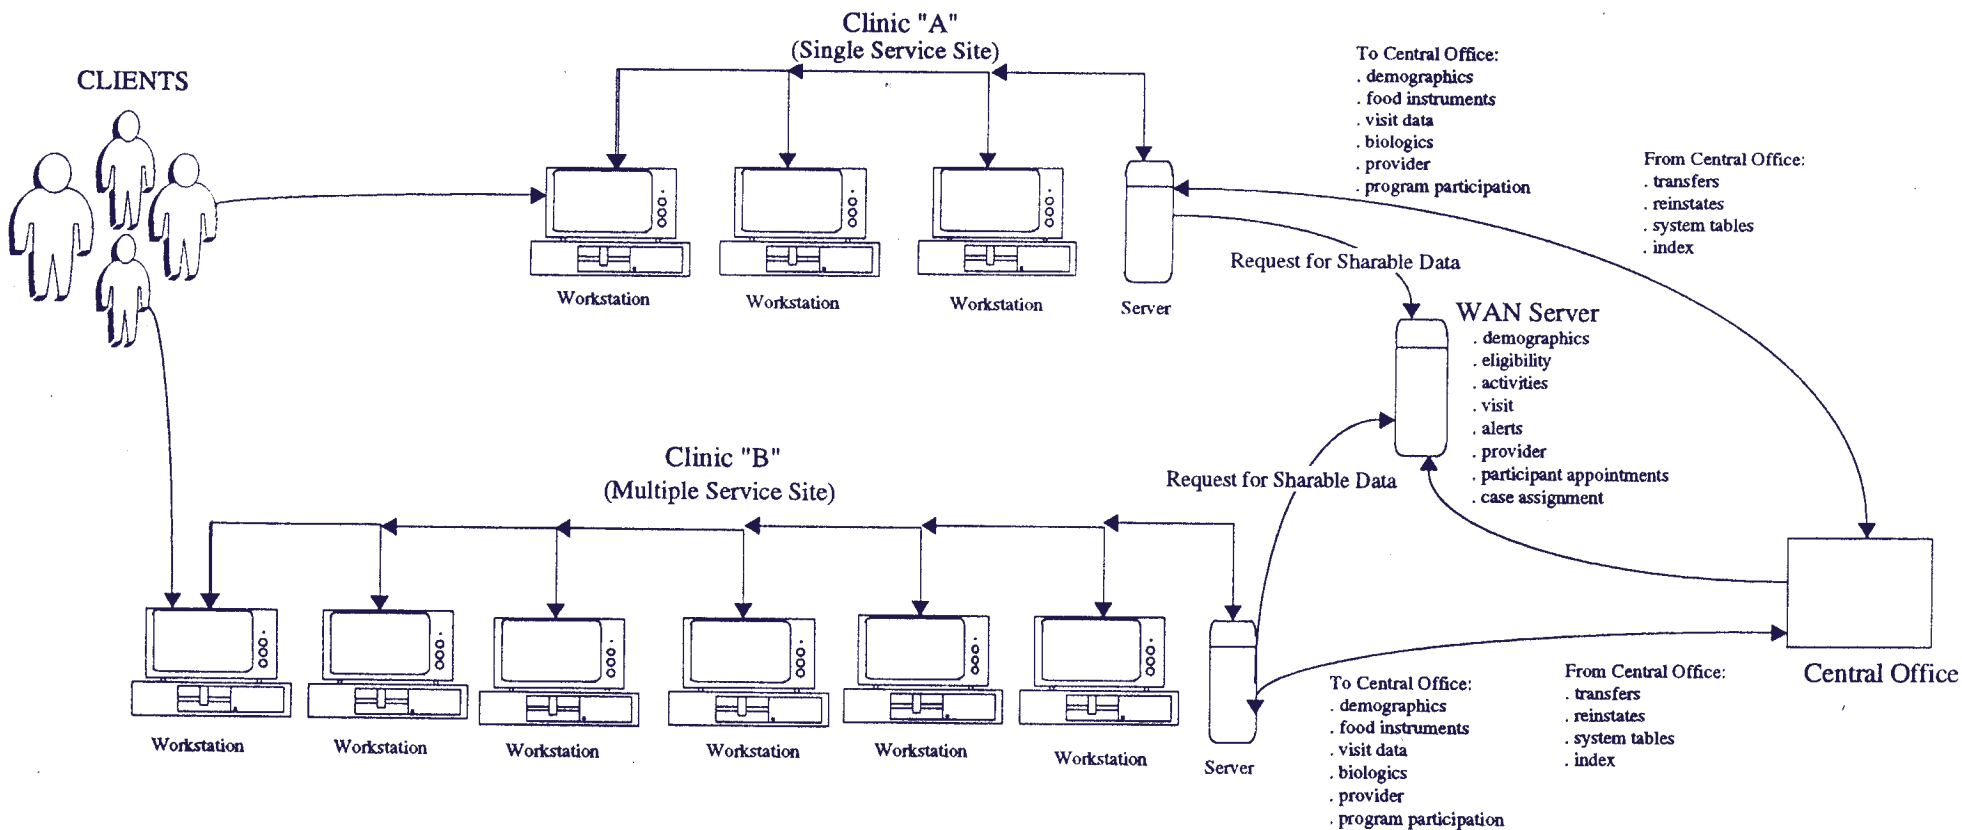 Clinic "A"
(Single Service Site)
CLIENTS
To Central Office:
. demographics
. food instruments
. visit data
. biologics
. provider
. program participation
From Central Office:
. transfers
. reinstates
. system tables
. index
Workstation
Workstation
Workstation
Server
Request for Sharable Data
WAN Server
. demographics
. eligibility
. activities
. visit
. alerts
. provider
. participant appointments
. case assignment
Clinic "B"
(Multiple Service Site)
Request for Sharable Data
Central Office
Workstation
Workstation
Workstation
Workstation
Workstation
Workstation
Server
To Central Office:
. demographics
. food instruments
. visit data
. biologics
. provider
. program participation
From Central Office:
. transfers
. reinstates
. system tables
. index